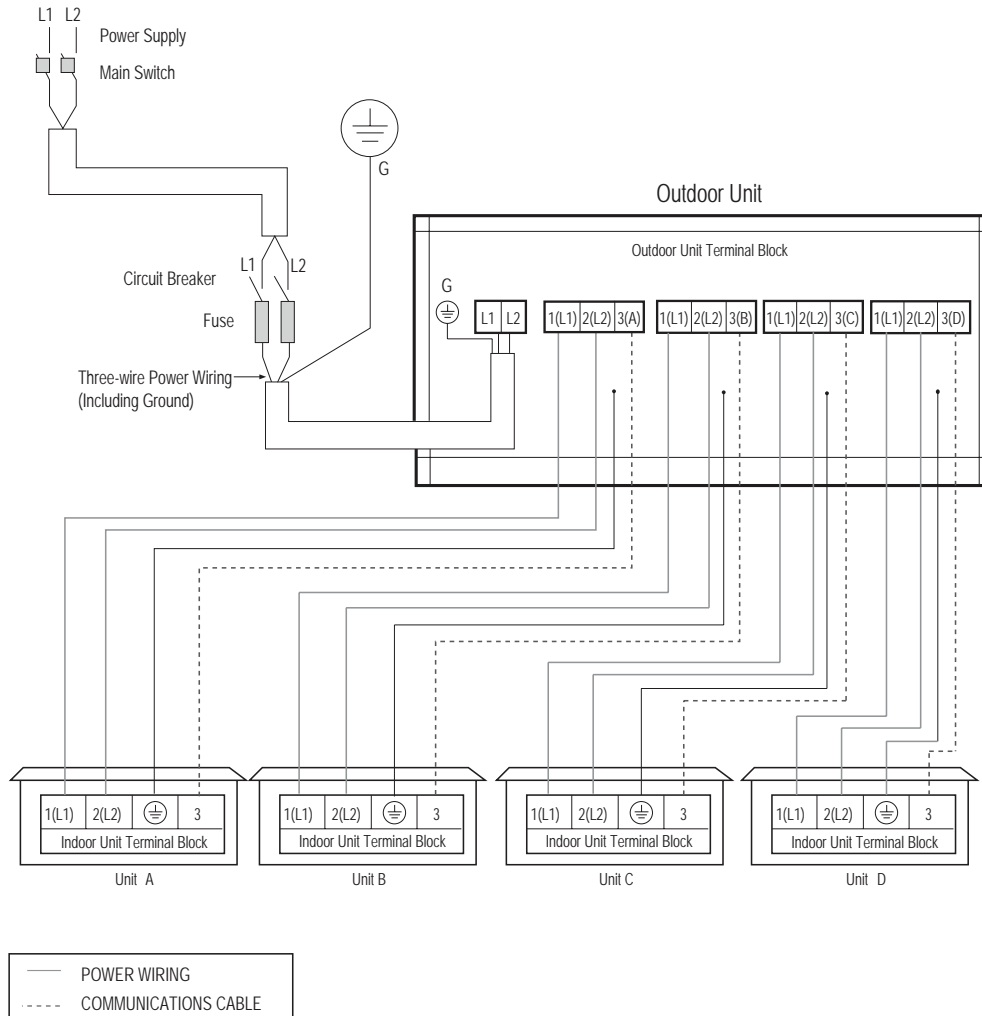 L1 L2
Power Supply
Main Switch
G
Outdoor Unit
Outdoor Unit Terminal Block
Circuit Breaker
L1 L2
Fuse
G
L1 L2
1(L1) 2(L2) 3(A)
1(L1) 2(L2) 3(B)
1(L1) 2(L2) 3(C)
1(L1) 2(L2) 3(D)
Three-wire Power Wiring
(Including Ground)
1(L1) 2(L2) 3
Indoor Unit Terminal Block
Unit A
1(L1) 2(L2) 3
Indoor Unit Terminal Block
Unit B
1(L1) 2(L2) 3
Indoor Unit Terminal Block
Unit C
1(L1) 2(L2) 3
Indoor Unit Terminal Block
Unit D
POWER WIRING
COMMUNICATIONS CABLE